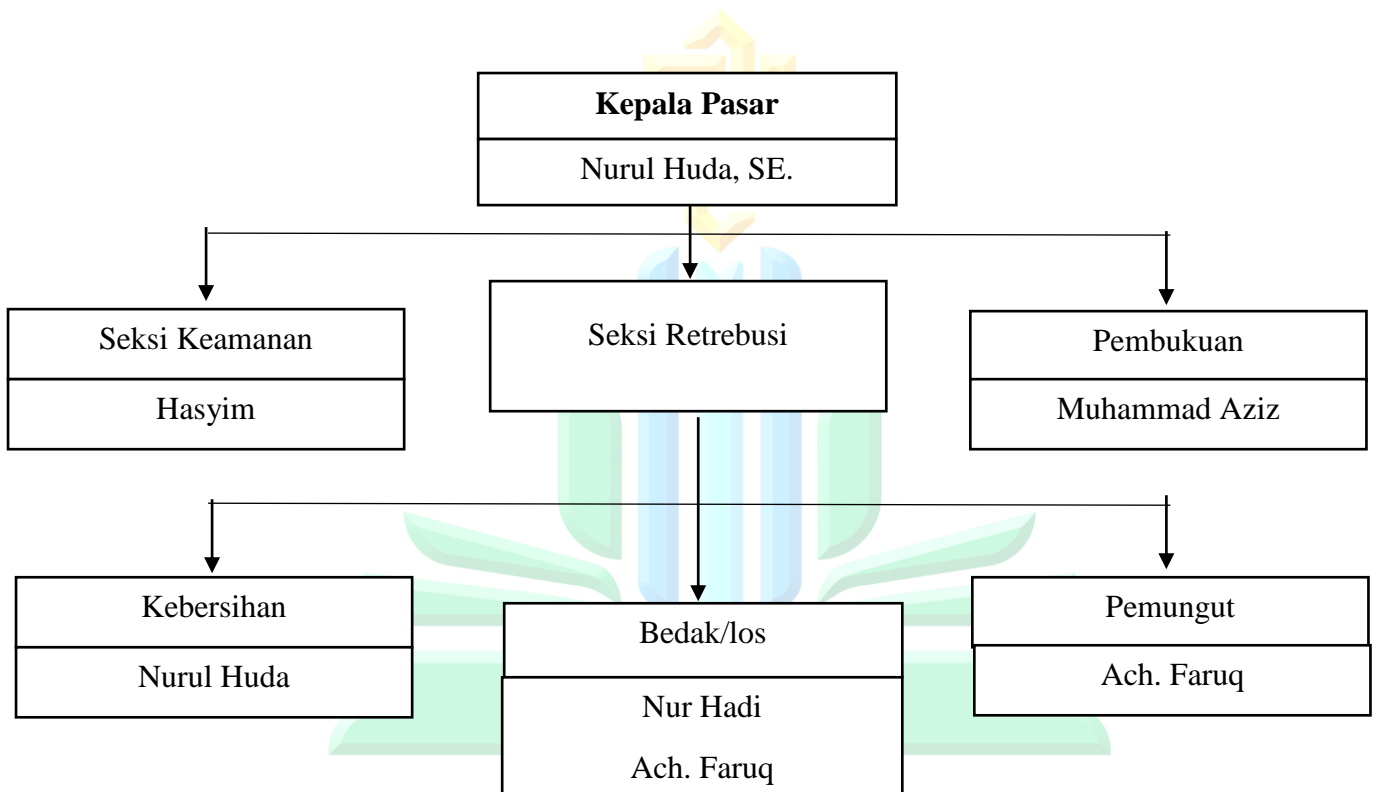 Kepala Pasar
Nurul Huda, SE.
Seksi Keamanan
Hasyim
Seksi Retrebusi
Pembukuan
Muhammad Aziz
Kebersihan
Nurul Huda
Bedak/los
Nur Hadi
Ach. Faruq
Pemungut
Ach. Faruq